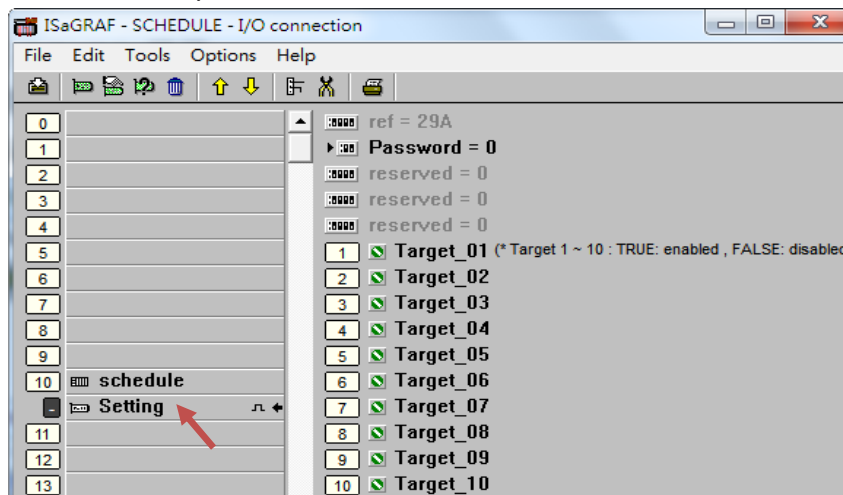 ISaGRAF - SCHEDULE - I/O connection
File Edit Tools Options Help
0
1
2
3
4
5
6
7
8
9
10 schedule
- Setting
11
12
13
ref = 29A
Password = 0
reserved = 0
reserved = 0
reserved = 0
1 Target_01 (* Target 1 ~ 10 : TRUE: enabled , FALSE: disabled
2 Target_02
3 Target_03
4 Target_04
5 Target_05
6 Target_06
7 Target_07
8 Target_08
9 Target_09
10 Target_10